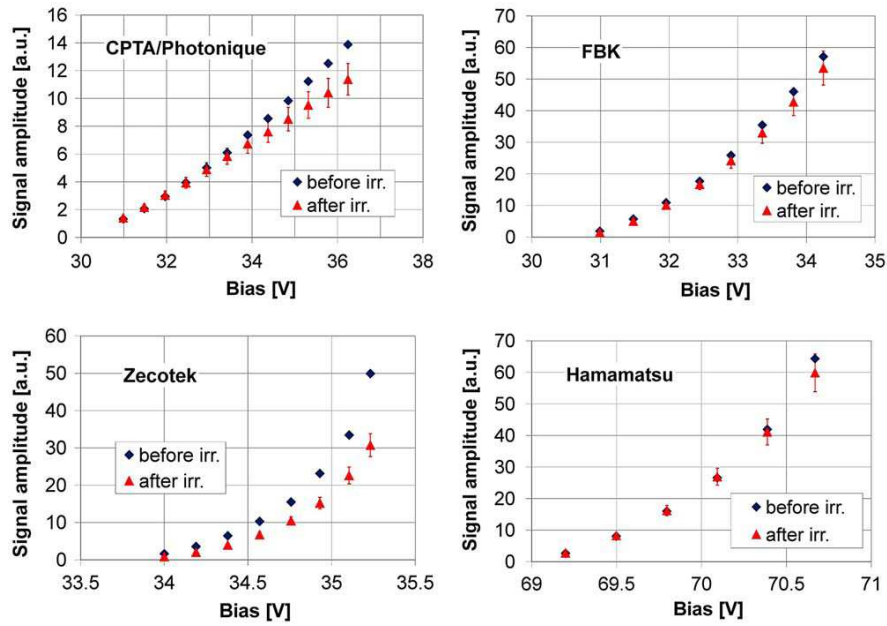 CPTA/Photonique
Signal amplitude [a.u.]
16
14
12
10
8
6
4
2
0
before irr.
after irr.
30 32 34 36 38
Bias [V]
FBK
Signal amplitude [a.u.]
70
60
50
40
30
20
10
0
before irr.
after irr.
30 31 32 33 34 35
Bias [V]
Zecotek
Signal amplitude [a.u.]
60
50
40
30
20
10
0
before irr.
after irr.
33.5 34 34.5 35 35.5
Bias [V]
Hamamatsu
Signal amplitude [a.u.]
70
60
50
40
30
20
10
0
before irr.
after irr.
69 69.5 70 70.5 71
Bias [V]